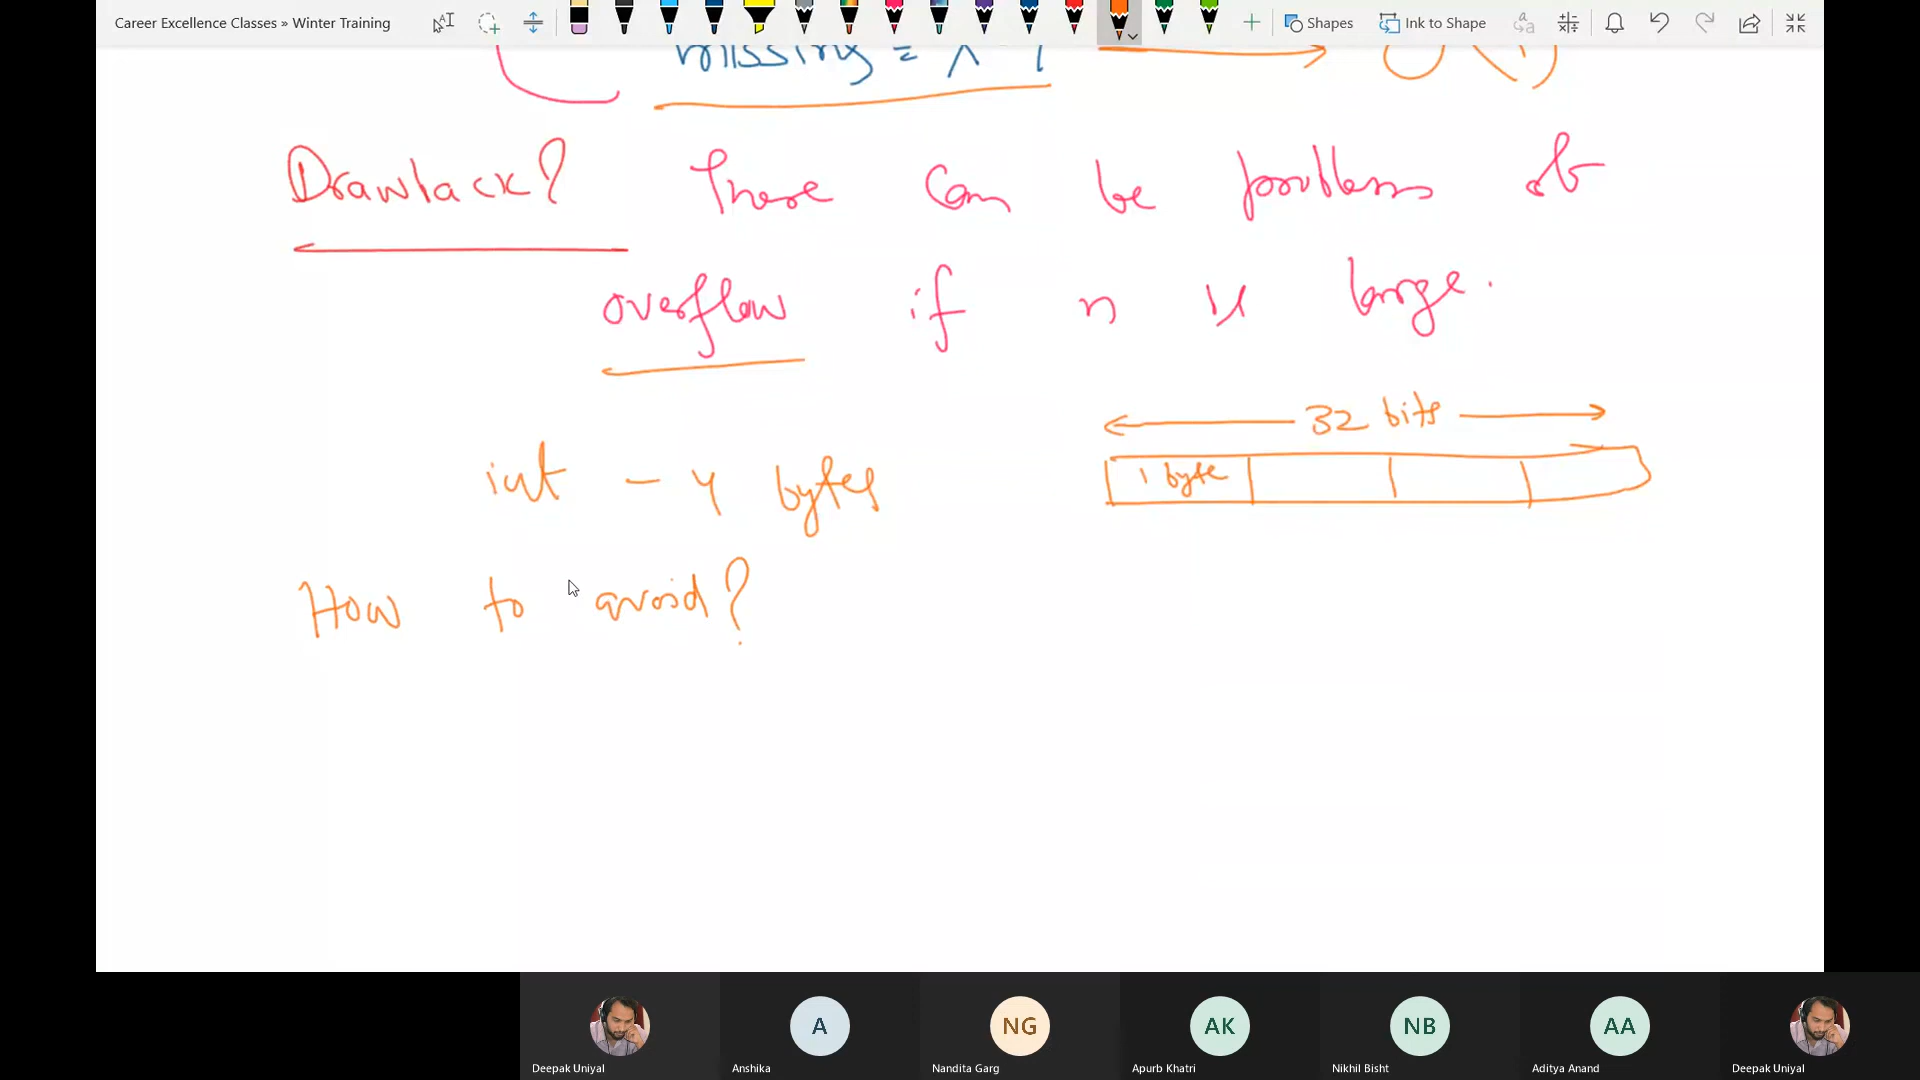 Career Excellence Classes » Winter Training
Shapes
Ink to Shape
missing = x - y
O(1)
Drawback? There can be problems of
overflow if n is large.
32 bits
int - 4 bytes
1 byte
How to avoid?
A NG AK NB AA
Deepak Uniyal Anshika Nandita Garg Apurb Khatri Nikhil Bisht Aditya Anand Deepak Uniyal